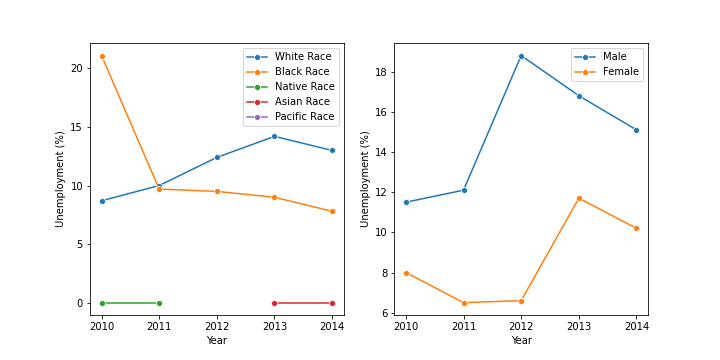 White Race
Black Race
Native Race
Asian Race
Pacific Race
Unemployment (%)
20
15
10
5
0
2010 2011 2012 2013 2014
Year
Male
Female
Unemployment (%)
18
16
14
12
10
8
6
2010 2011 2012 2013 2014
Year